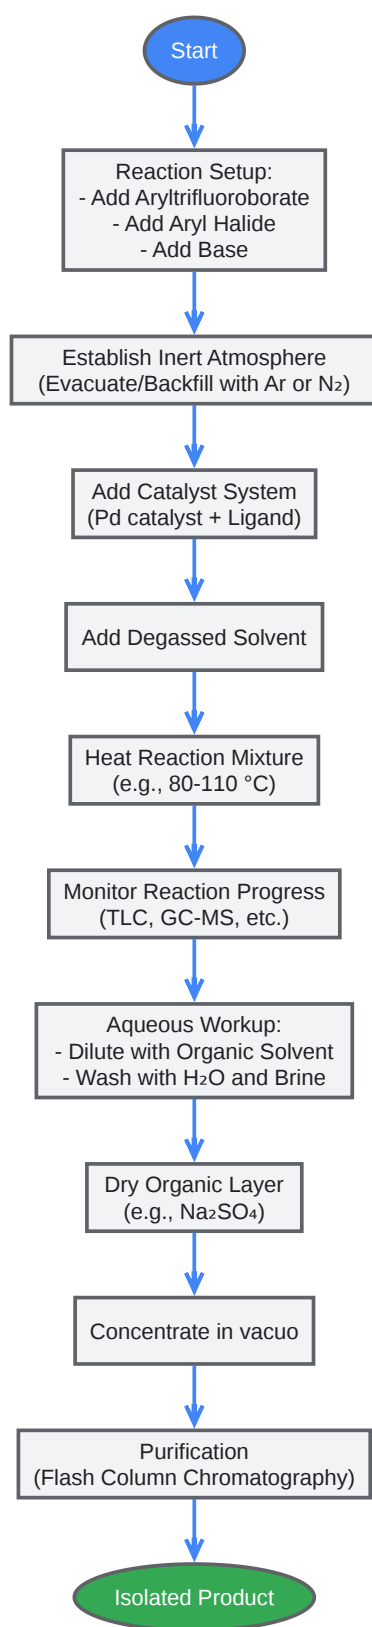 Start
Reaction Setup:
- Add Aryltrifluoroborate
- Add Aryl Halide
- Add Base
Establish Inert Atmosphere
(Evacuate/Backfill with Ar or N₂)
Add Catalyst System
(Pd catalyst + Ligand)
Add Degassed Solvent
Heat Reaction Mixture
(e.g., 80-110 °C)
Monitor Reaction Progress
(TLC, GC-MS, etc.)
Aqueous Workup:
- Dilute with Organic Solvent
- Wash with H₂O and Brine
Dry Organic Layer
(e.g., Na₂SO₄)
Concentrate in vacuo
Purification
(Flash Column Chromatography)
Isolated Product